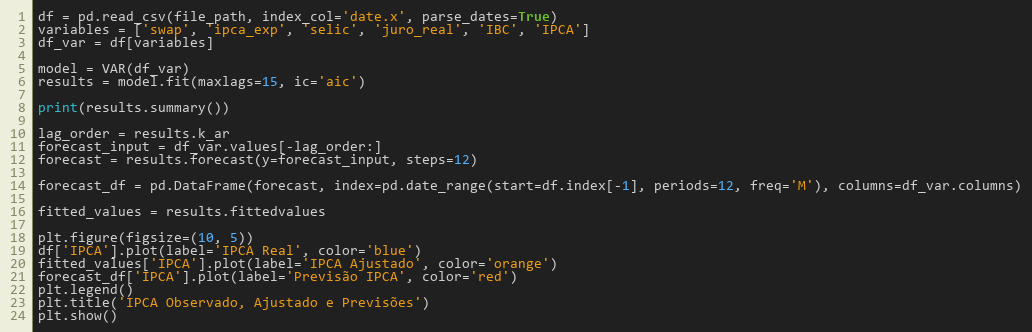 1 df = pd.read_csv(file_path, index_col='date.x', parse_dates=True)
2 variables = ['swap', 'ipca_exp', 'selic', 'juro_real', 'IBC', 'IPCA']
3 df_var = df[variables]
4
5 model = VAR(df_var)
6 results = model.fit(maxlags=15, ic='aic')
7
8 print(results.summary())
9
10 lag_order = results.k_ar
11 forecast_input = df_var.values[-lag_order:]
12 forecast = results.forecast(y=forecast_input, steps=12)
13
14 forecast_df = pd.DataFrame(forecast, index=pd.date_range(start=df.index[-1], periods=12, freq='M'), columns=df_var.columns)
15
16 fitted_values = results.fittedvalues
17
18 plt.figure(figsize=(10, 5))
19 df['IPCA'].plot(label='IPCA Real', color='blue')
20 fitted_values['IPCA'].plot(label='IPCA Ajustado', color='orange')
21 forecast_df['IPCA'].plot(label='Previsão IPCA', color='red')
22 plt.legend()
23 plt.title('IPCA Observado, Ajustado e Previsões')
24 plt.show()